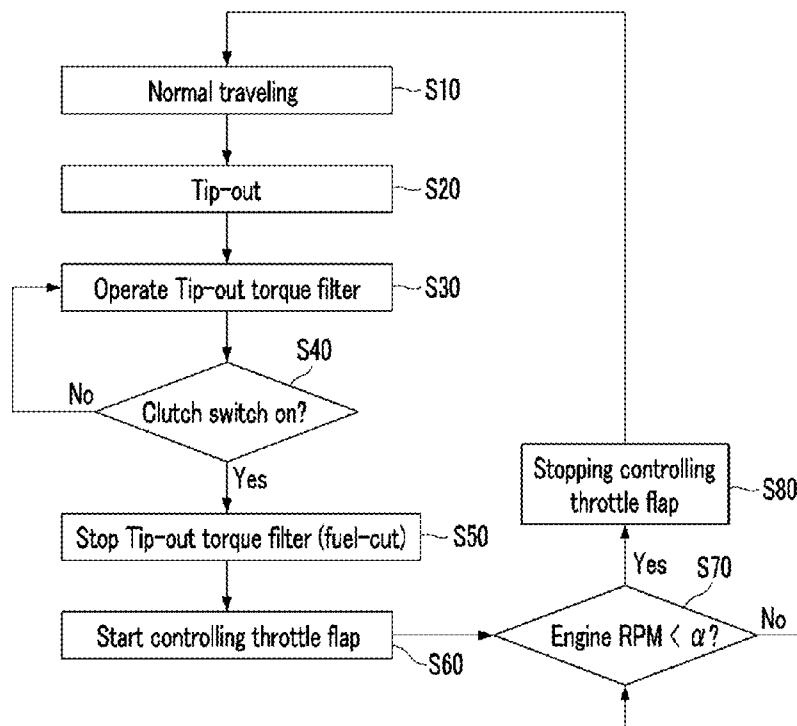 Normal traveling
S10
Tip-out
S20
Operate Tip-out torque filter
S30
S40
Clutch switch on?
No
Yes
Stop Tip-out torque filter (fuel-cut)
S50
Start controlling throttle flap
S60
Stopping controlling
throttle flap
S80
Yes
S70
Engine RPM < α?
No